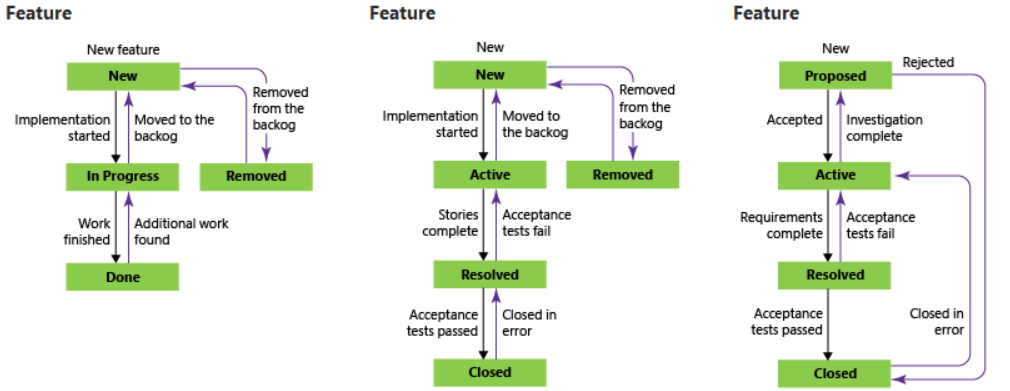 Feature
New feature
New
Removed
from the
backog
Implementation
started
Moved to the
backog
In Progress
Removed
Work
finished
Additional work
found
Done
Feature
New
New
Removed
from the
backog
Implementation
started
Moved to
the backog
Active
Removed
Stories
complete
Acceptance
tests fail
Resolved
Acceptance
tests passed
Closed in
error
Closed
Feature
New
Rejected
Proposed
Accepted
Investigation
complete
Active
Requirements
complete
Acceptance
tests fail
Resolved
Acceptance
tests passed
Closed in
error
Closed